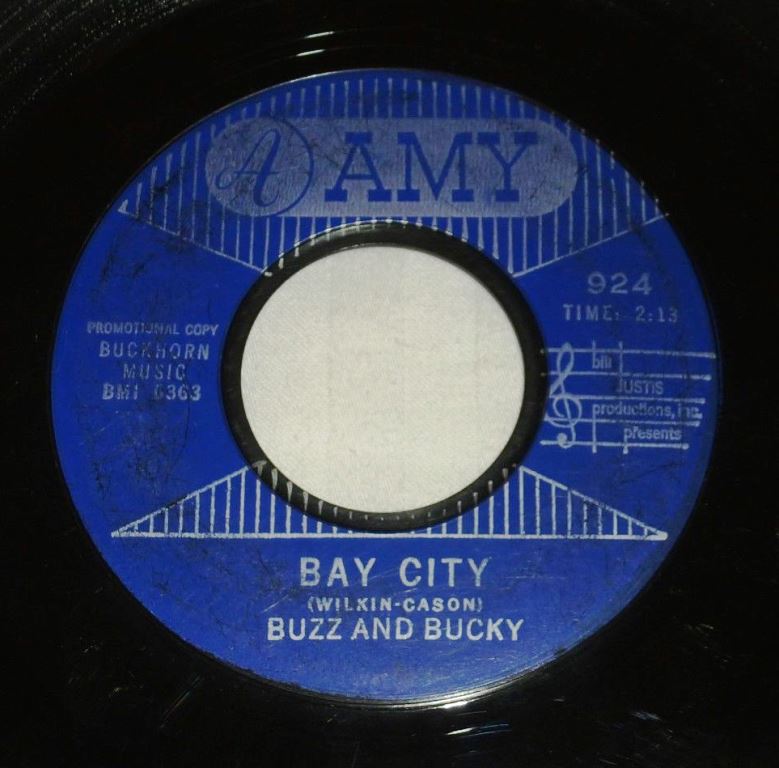 A AMY
924
TIME: 2:13
PROMOTIONAL COPY
BUCKHORN
MUSIC
BMI 6363
bill
JUSTIS
productions, inc.
presents
BAY CITY
(WILKIN-CASON)
BUZZ AND BUCKY